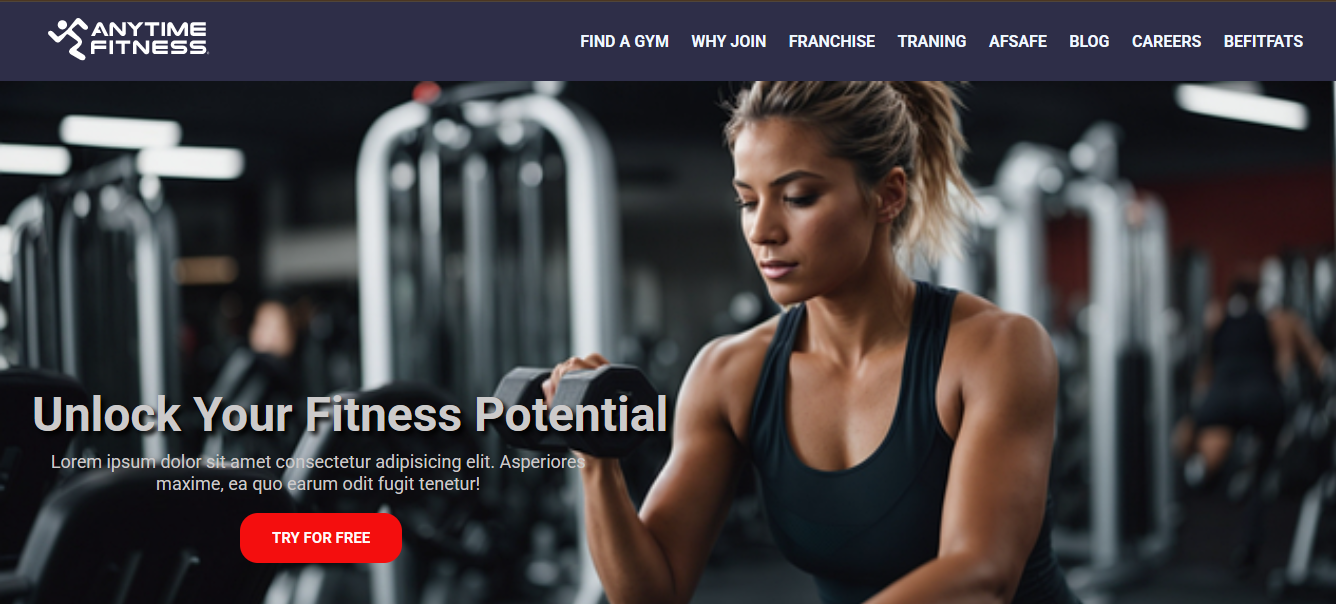 ANYTIME
FITNESS
FIND A GYM WHY JOIN FRANCHISE TRANING AFSAFE BLOG CAREERS BEFITFATS
Unlock Your Fitness Potential
Lorem ipsum dolor sit amet consectetur adipisicing elit. Asperiores
maxime, ea quo earum odit fugit tenetur!
TRY FOR FREE